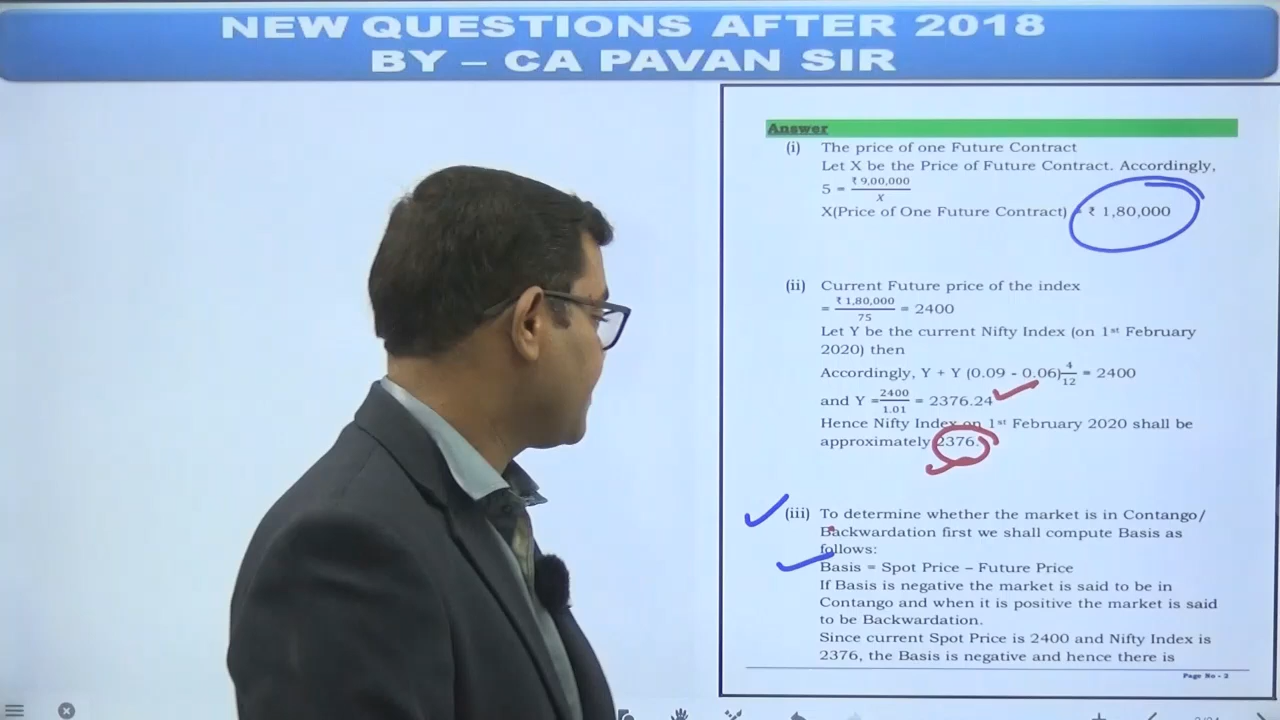 NEW QUESTIONS AFTER 2018
BY – CA PAVAN SIR
Answer
(i) The price of one Future Contract
Let X be the Price of Future Contract. Accordingly,
5 = ₹ 9,00,000 / X
X(Price of One Future Contract) = ₹ 1,80,000
(ii) Current Future price of the index
= ₹ 1,80,000 / 75 = 2400
Let Y be the current Nifty Index (on 1st February
2020) then
Accordingly, Y + Y (0.09 - 0.06) 4/12 = 2400
and Y = 2400 / 1.01 = 2376.24
Hence Nifty Index on 1st February 2020 shall be
approximately 2376.
(iii) To determine whether the market is in Contango/
Backwardation first we shall compute Basis as
follows:
Basis = Spot Price – Future Price
If Basis is negative the market is said to be in
Contango and when it is positive the market is said
to be Backwardation.
Since current Spot Price is 2400 and Nifty Index is
2376, the Basis is negative and hence there is
Page No - 2